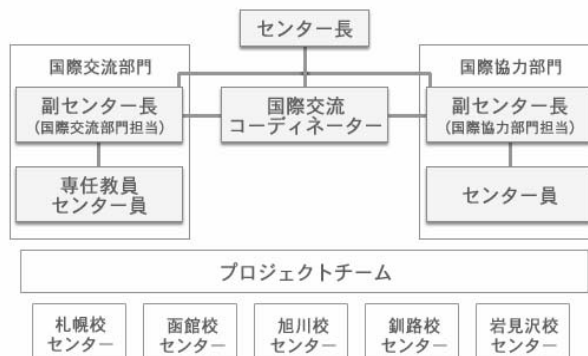 センター長
国際交流部門
国際協力部門
副センター長
(国際交流部門担当)
国際交流
コーディネーター
副センター長
(国際協力部門担当)
専任教員
センター員
センター員
プロジェクトチーム
札幌校
センター
函館校
センター
旭川校
センター
釧路校
センター
岩見沢校
センター